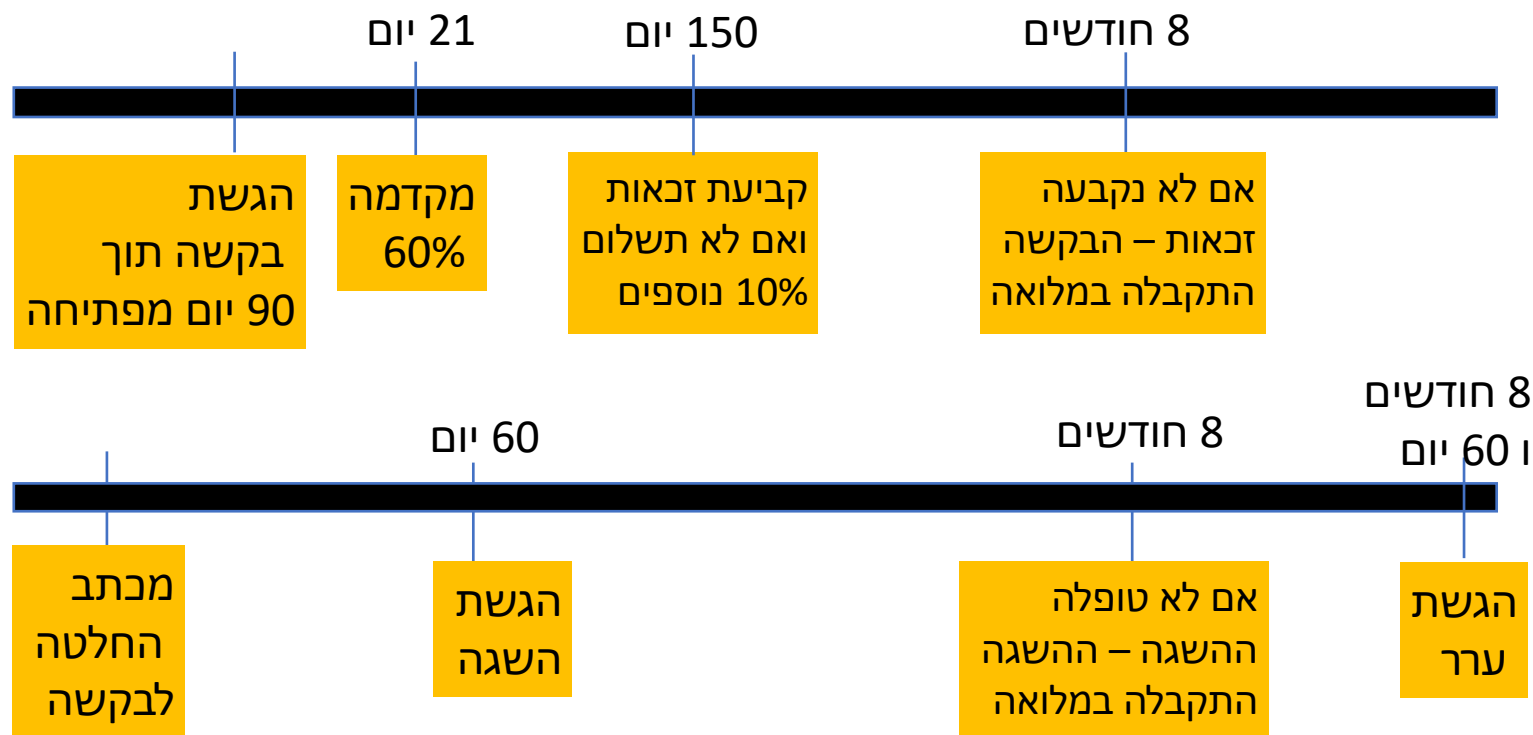 21 יום
150 יום
8 חודשים
הגשת
בקשה תוך
90 יום מפתיחה
מקדמה
60%
קביעת זכאות
ואם לא תשלום
10% נוספים
אם לא נקבעה
זכאות – הבקשה
התקבלה במלואה
60 יום
8 חודשים
8 חודשים
ו 60 יום
מכתב
החלטה
לבקשה
הגשת
השגה
אם לא טופלה
ההשגה – ההשגה
התקבלה במלואה
הגשת
ערר